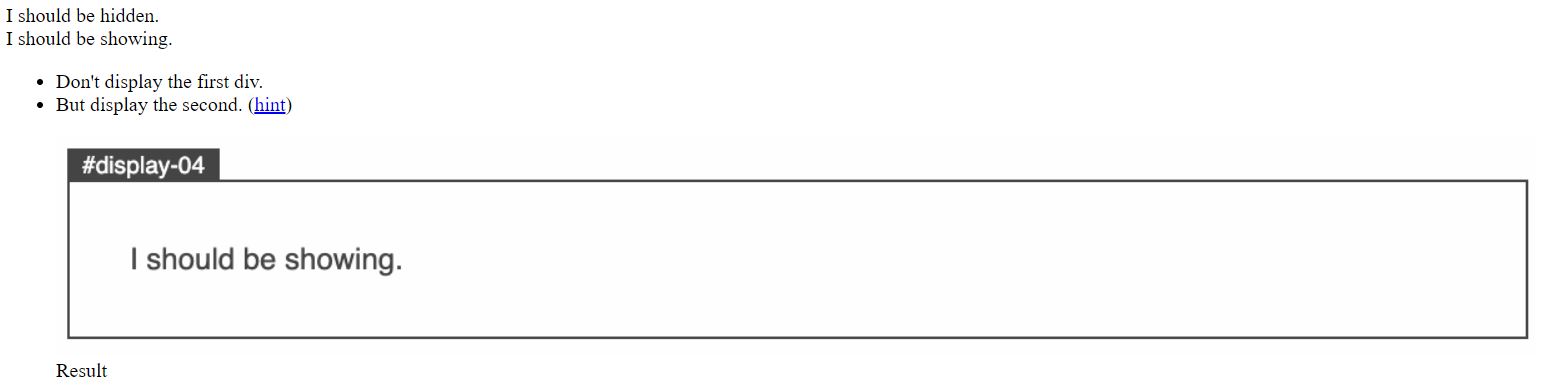 I should be hidden.
I should be showing.
Don't display the first div.
But display the second. (hint)
#display-04
I should be showing.
Result